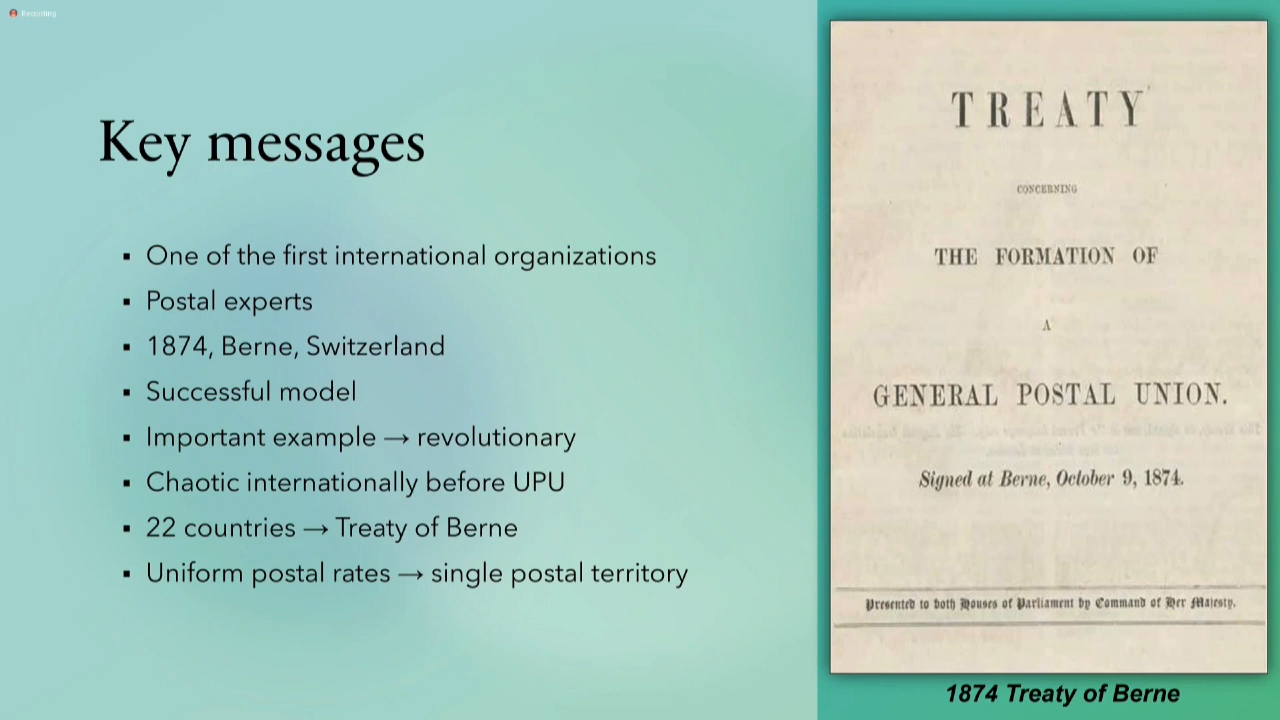 Recording
Key messages
▪ One of the first international organizations
▪ Postal experts
▪ 1874, Berne, Switzerland
▪ Successful model
▪ Important example → revolutionary
▪ Chaotic internationally before UPU
▪ 22 countries → Treaty of Berne
▪ Uniform postal rates → single postal territory
TREATY
CONCERNING
THE FORMATION OF
A
GENERAL POSTAL UNION.
Signed at Berne, October 9, 1874.
Presented to both Houses of Parliament by Command of Her Majesty.
1874 Treaty of Berne